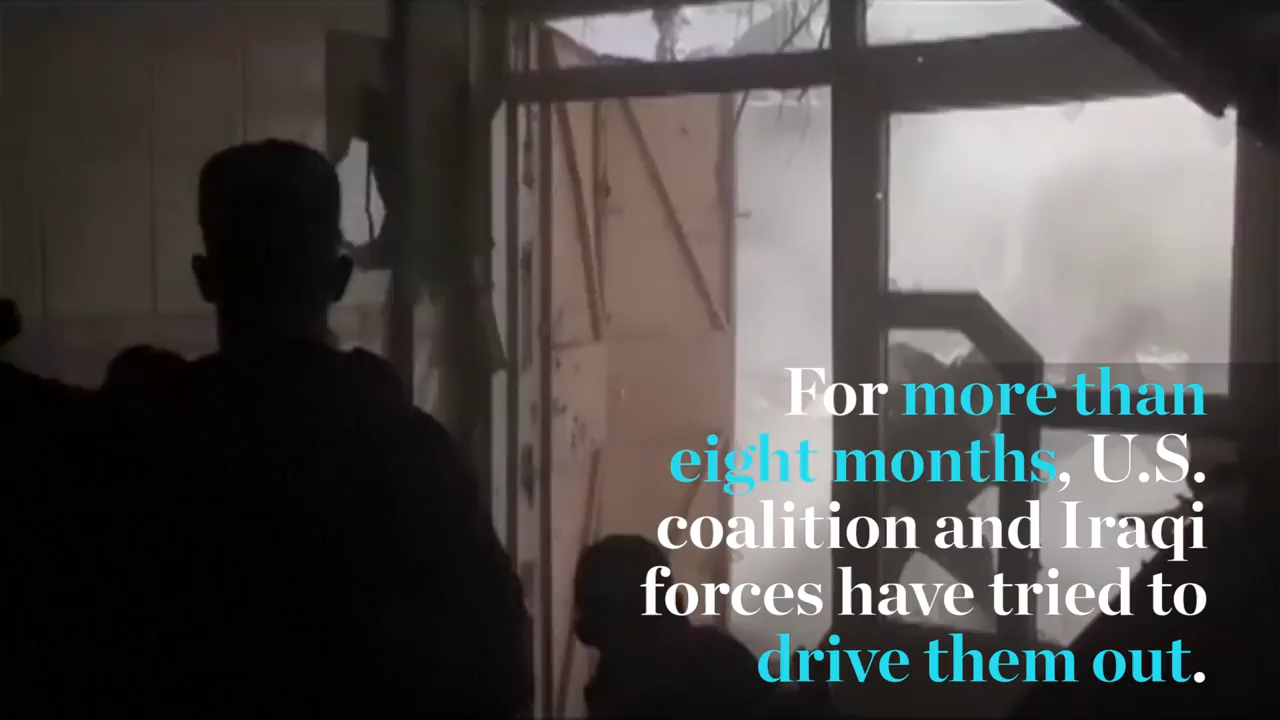 For more than
eight months, U.S.
coalition and Iraqi
forces have tried to
drive them out.